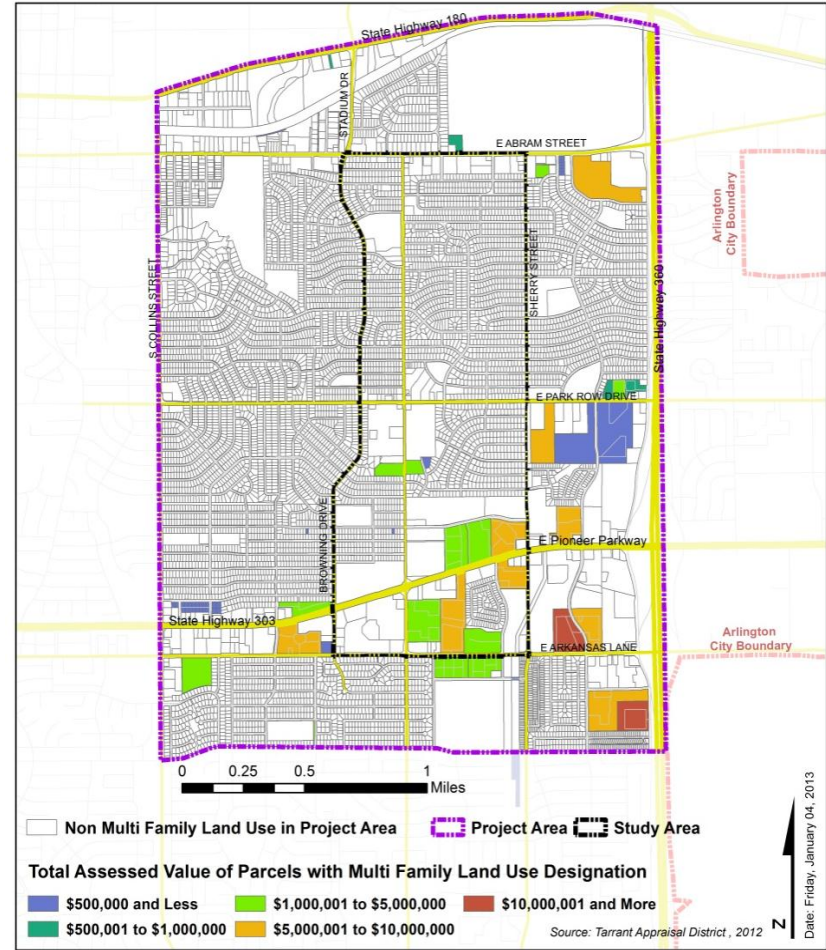 State Highway 180
STADIUM DR
E ABRAM STREET
Arlington
City Boundary
S COLLINS STREET
SHERRY STREET
State Highway 360
E PARK ROW DRIVE
BROWNING DRIVE
E Pioneer Parkway
State Highway 303
E ARKANSAS LANE
Arlington
City Boundary
0 0.25 0.5 1
Miles
Non Multi Family Land Use in Project Area Project Area Study Area
Total Assessed Value of Parcels with Multi Family Land Use Designation
$500,000 and Less $1,000,001 to $5,000,000 $10,000,001 and More
$500,001 to $1,000,000 $5,000,001 to $10,000,000
Source: Tarrant Appraisal District , 2012
N
Date: Friday, January 04, 2013